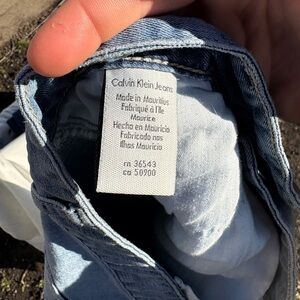 Calvin Klein Jeans
Made in Mauritius
Fabriqué à l'Ile
Maurice
Hecho en Mauricio
Fabricado nas
Ilhas Mauricio
rn 36543
ca 50900